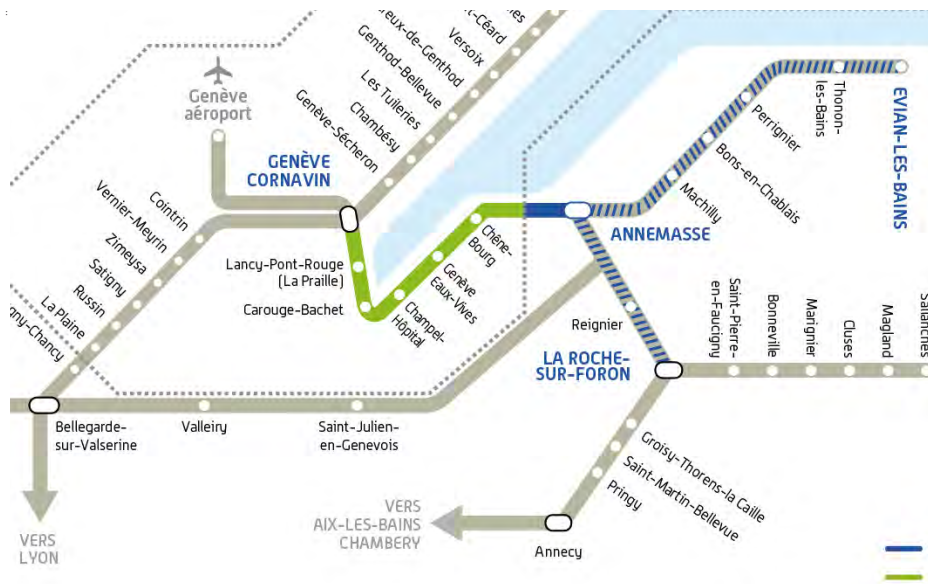 Genève
aéroport
GENÈVE
CORNAVIN
Versoix
Genthod-Bellevue
Les Tuileries
Chambésy
Genève-Sécheron
Cointrin
Vernier-Meyrin
Zimeysa
Satigny
Russin
La Plaine
Lancy-Pont-Rouge
(La Praille)
Carouge-Bachet
Champel-
Hôpital
Genève
Eaux-Vives
Chêne-
Bourg
ANNEMASSE
Machilly
Bons-en-Chablais
Perrignier
Thonon-
les-Bains
EVIAN-LES-BAINS
Reignier
LA ROCHE-
SUR-FORON
Saint-Pierre-
en-Faucigny
Bonneville
Marignier
Cluses
Magland
Sallanches
Bellegarde-
sur-Valserine
Valleiry
Saint-Julien-
en-Genevois
Groisy-Thorens-la Caille
Saint-Martin-Bellevue
Pringy
Annecy
VERS
AIX-LES-BAINS
CHAMBERY
VERS
LYON